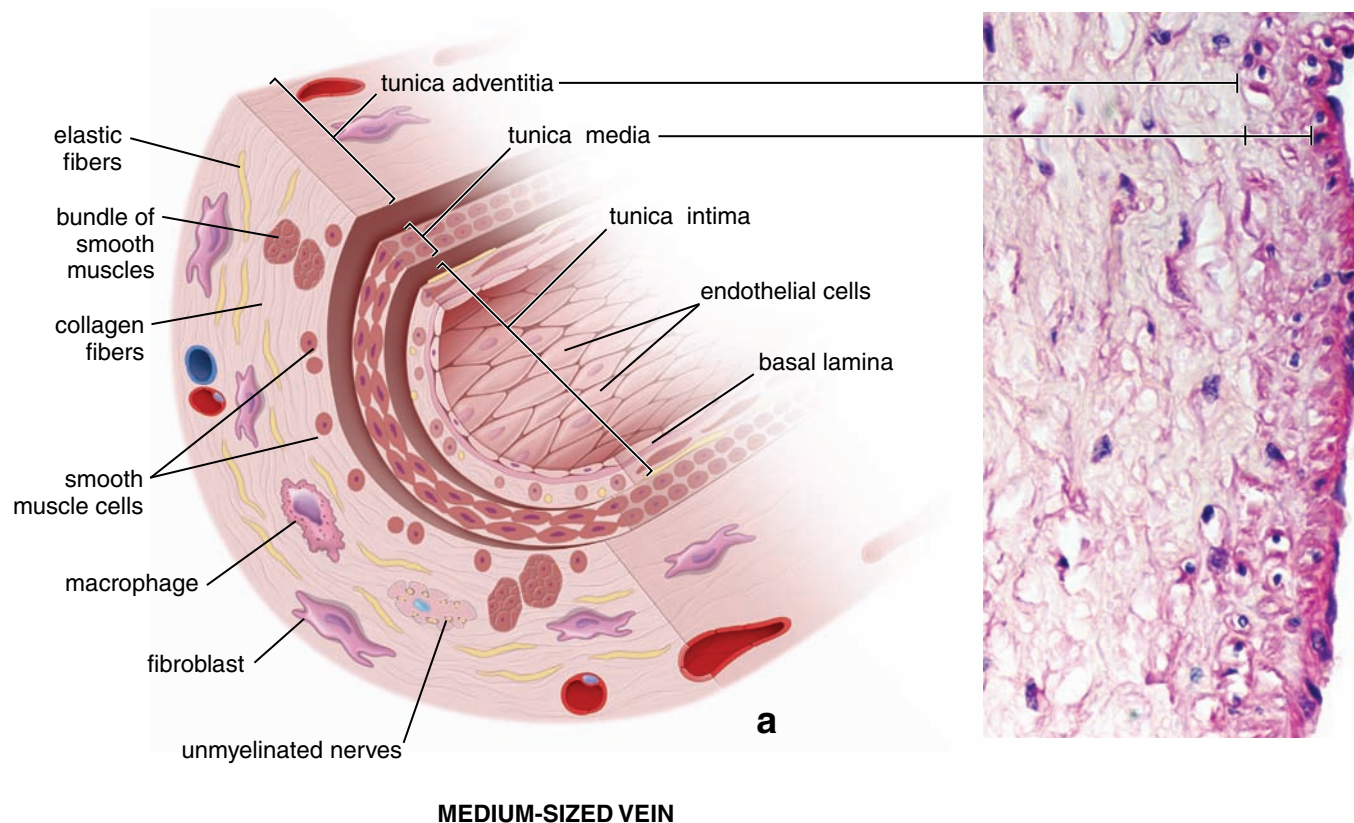 tunica adventitia
tunica media
elastic
fibers
bundle of
smooth
muscles
tunica intima
endothelial cells
collagen
fibers
basal lamina
smooth
muscle cells
macrophage
fibroblast
a
unmyelinated nerves
MEDIUM-SIZED VEIN